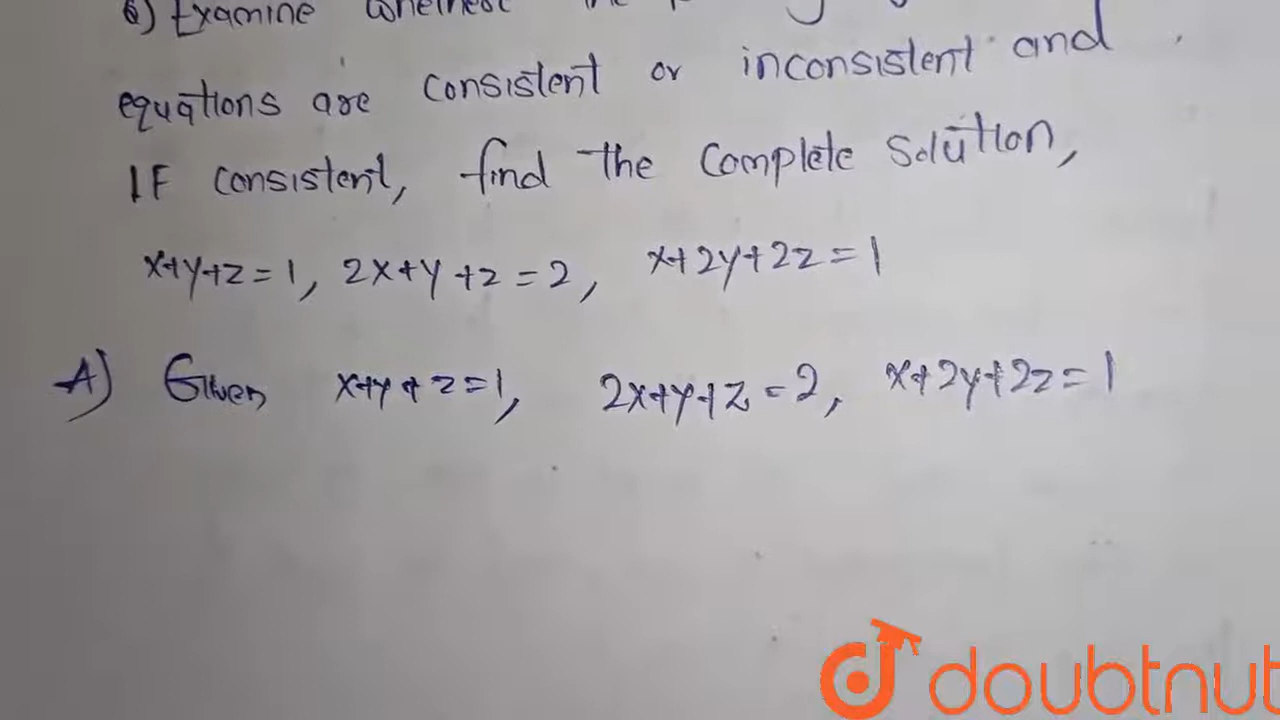 Q) Examine whether the
equations are consistent or inconsistent and
IF consistent, find the complete solution,
x+y+z=1, 2x+y+z=2, x+2y+2z=1
A) Given x+y+z=1, 2x+y+z=2, x+2y+2z=1
doubtnut